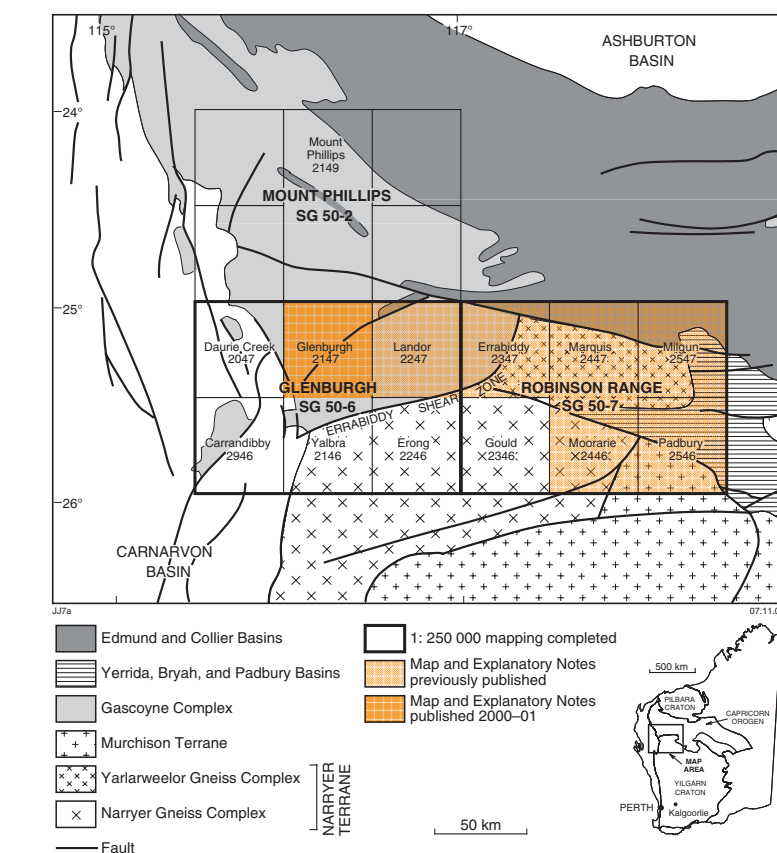 115°
117°
ASHBURTON
BASIN
24°
Mount
Phillips
2149
MOUNT PHILLIPS
SG 50-2
25°
Daurie Creek
2047
Glenburgh
2147
Landor
2247
Errabiddy
2347
Marquis
2447
Milgun
2547
GLENBURGH
SG 50-6
ROBINSON RANGE
SG 50-7
ERRABIDDY SHEAR ZONE
Carrandibby
2946
Yalbra
2146
Erong
2246
Gould
2346
Moorarie
2446
Padbury
2546
26°
CARNARVON
BASIN
JJ7a
07.11.0
Edmund and Collier Basins
Yerrida, Bryah, and Padbury Basins
Gascoyne Complex
Murchison Terrane
Yarlarweelor Gneiss Complex
Narryer Gneiss Complex
NARRYER
TERRANE
Fault
1: 250 000 mapping completed
Map and Explanatory Notes
previously published
Map and Explanatory Notes
published 2000–01
50 km
500 km
PILBARA
CRATON
CAPRICORN
OROGEN
MAP
AREA
YILGARN
CRATON
PERTH
Kalgoorlie